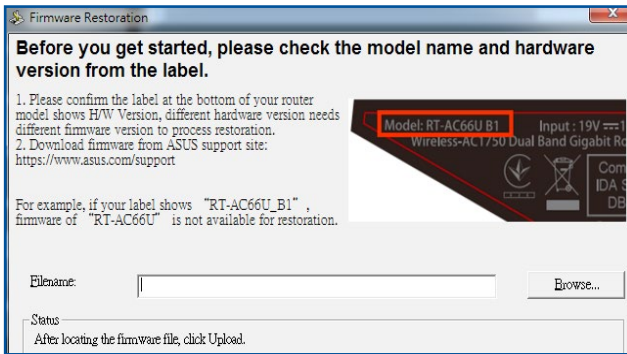 Firmware Restoration
Before you get started, please check the model name and hardware
version from the label.
1. Please confirm the label at the bottom of your router
model shows H/W Version, different hardware version needs
different firmware version to process restoration.
2. Download firmware from ASUS support site:
https://www.asus.com/support
For example, if your label shows “RT-AC66U_B1”,
firmware of “RT-AC66U” is not available for restoration.
Model: RT-AC66U B1 Input : 19V
Wireless-AC1750 Dual Band Gigabit
Com
IDA
DB
Filename:
Browse...
Status
After locating the firmware file, click Upload.